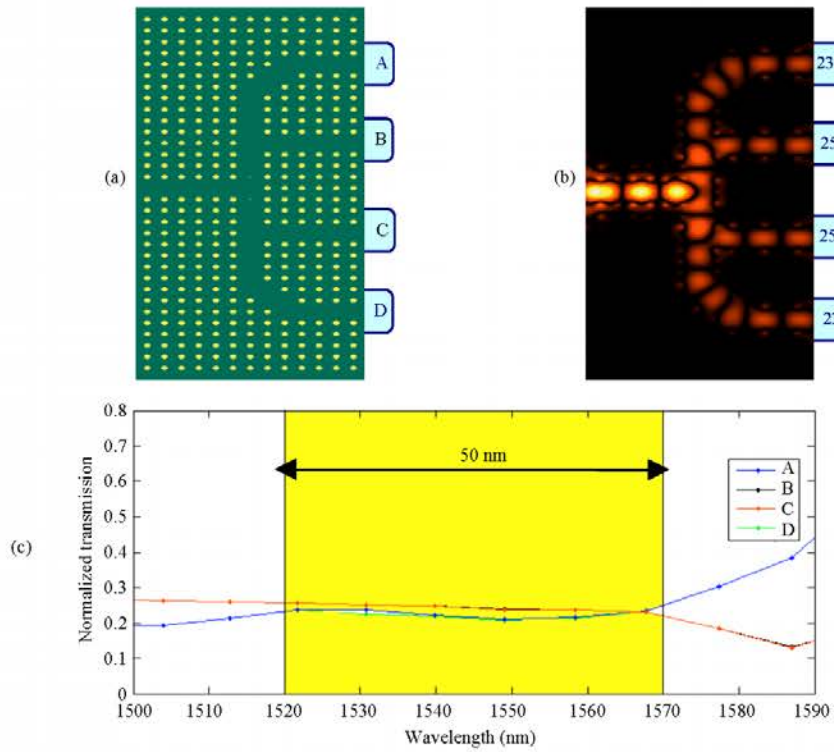 (a)
A
B
C
D
(b)
23
25
25
23
(c)
Normalized transmission
0.8
0.7
0.6
0.5
0.4
0.3
0.2
0.1
0
50 nm
A
B
C
D
1500 1510 1520 1530 1540 1550 1560 1570 1580 1590
Wavelength (nm)